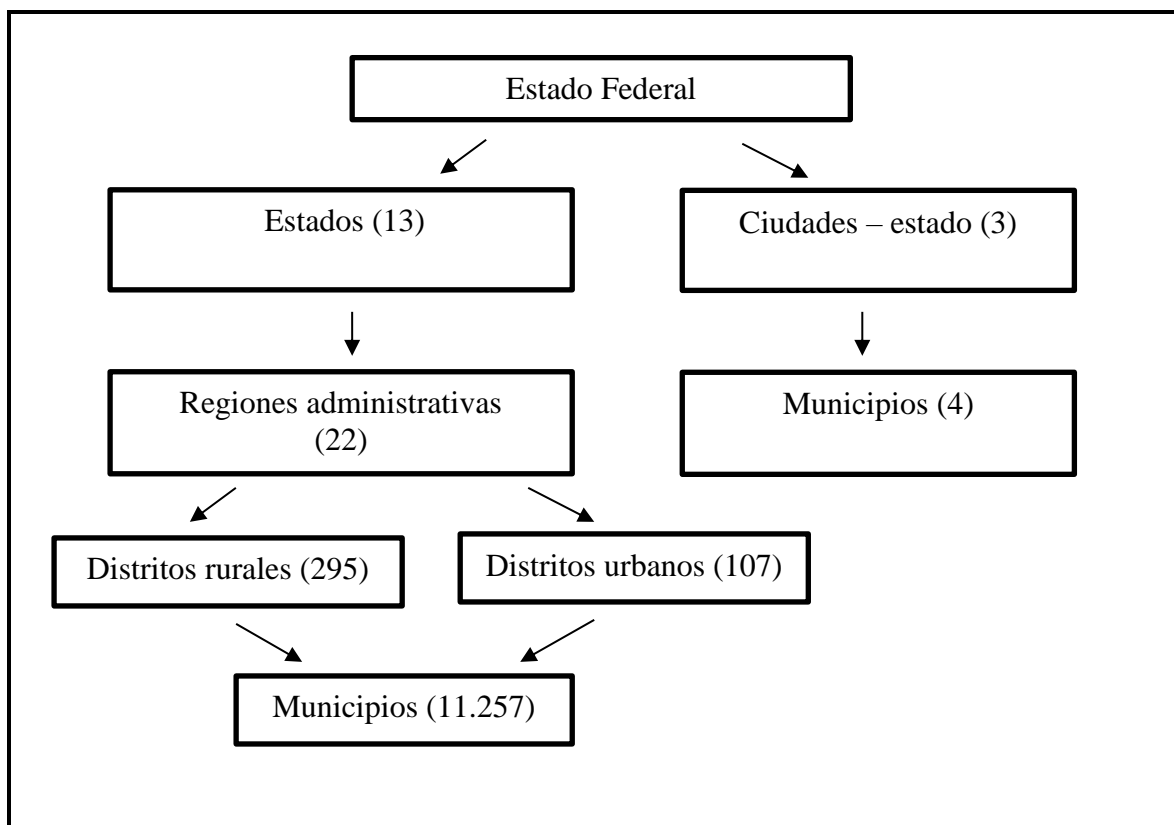 Estado Federal
Estados (13)
Ciudades – estado (3)
Regiones administrativas
(22)
Municipios (4)
Distritos rurales (295)
Distritos urbanos (107)
Municipios (11.257)